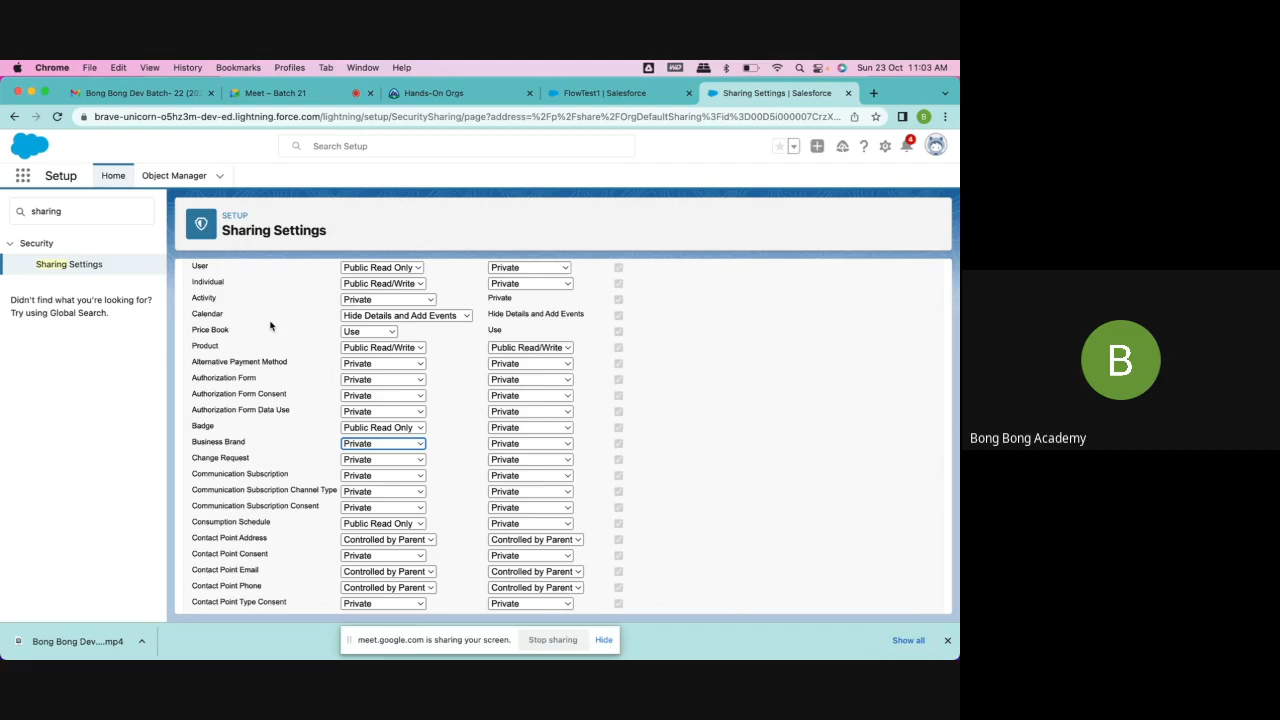 Chrome File Edit View History Bookmarks Profiles Tab Window Help Sun 23 Oct 11:03 AM
Bong Bong Dev Batch- 22 (202 Meet – Batch 21 Hands-On Orgs FlowTest1 | Salesforce Sharing Settings | Salesforce
brave-unicorn-o5hz3m-dev-ed.lightning.force.com/lightning/setup/SecuritySharing/page?address=%2Fp%2Fshare%2FOrgDefaultSharing%3Fid%3D00D5i000007CrzX... B
Search Setup 4
Setup Home Object Manager
sharing
Security
Sharing Settings
Didn't find what you're looking for?
Try using Global Search.
SETUP
Sharing Settings
User Public Read Only Private
Individual Public Read/Write Private
Activity Private Private
Calendar Hide Details and Add Events Hide Details and Add Events
Price Book Use Use
Product Public Read/Write Public Read/Write
Alternative Payment Method Private Private
Authorization Form Private Private
Authorization Form Consent Private Private
Authorization Form Data Use Private Private
Badge Public Read Only Private
Business Brand Private Private
Change Request Private Private
Communication Subscription Private Private
Communication Subscription Channel Type Private Private
Communication Subscription Consent Private Private
Consumption Schedule Public Read Only Private
Contact Point Address Controlled by Parent Controlled by Parent
Contact Point Consent Private Private
Contact Point Email Controlled by Parent Controlled by Parent
Contact Point Phone Controlled by Parent Controlled by Parent
Contact Point Type Consent Private Private
Bong Bong Dev....mp4 meet.google.com is sharing your screen. Stop sharing Hide Show all
B
Bong Bong Academy